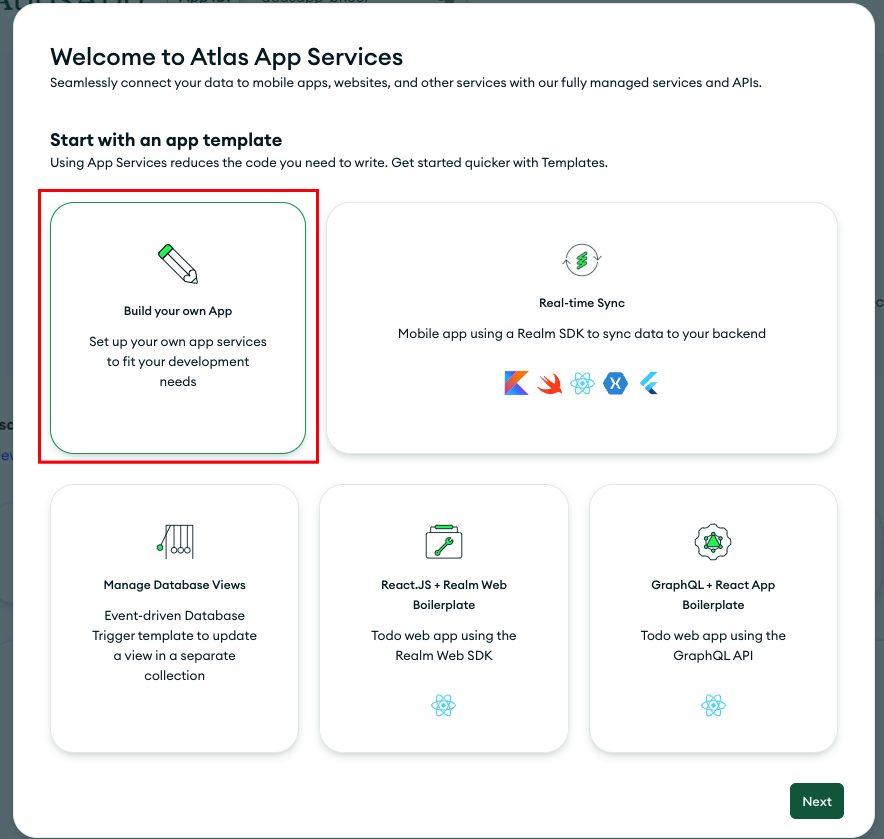 Welcome to Atlas App Services
Seamlessly connect your data to mobile apps, websites, and other services with our fully managed services and APIs.
Start with an app template
Using App Services reduces the code you need to write. Get started quicker with Templates.
Build your own App
Set up your own app services
to fit your development
needs
Real-time Sync
Mobile app using a Realm SDK to sync data to your backend
Manage Database Views
Event-driven Database
Trigger template to update
a view in a separate
collection
React.JS + Realm Web
Boilerplate
Todo web app using the
Realm Web SDK
GraphQL + React App
Boilerplate
Todo web app using the
GraphQL API
Next